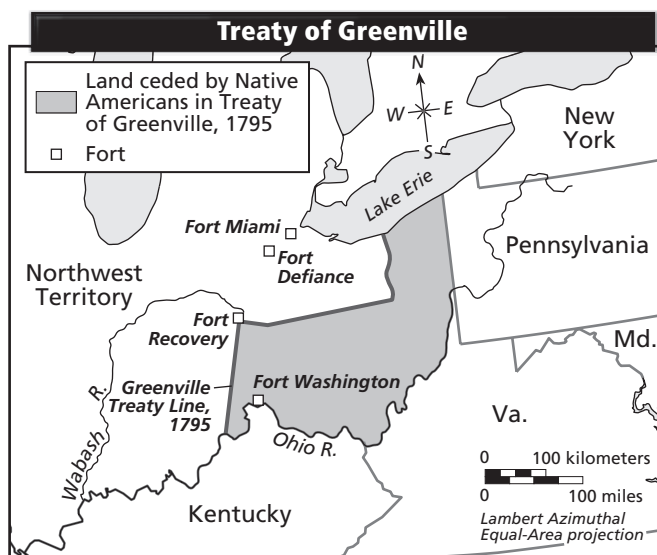 Treaty of Greenville
Land ceded by Native
Americans in Treaty
of Greenville, 1795
Fort
N
W
E
S
New
York
Lake Erie
Fort Miami
Fort
Defiance
Pennsylvania
Northwest
Territory
Fort
Recovery
Md.
Greenville
Treaty Line,
1795
Fort Washington
Wabash R.
Va.
Ohio R.
0 100 kilometers
0 100 miles
Kentucky
Lambert Azimuthal
Equal-Area projection